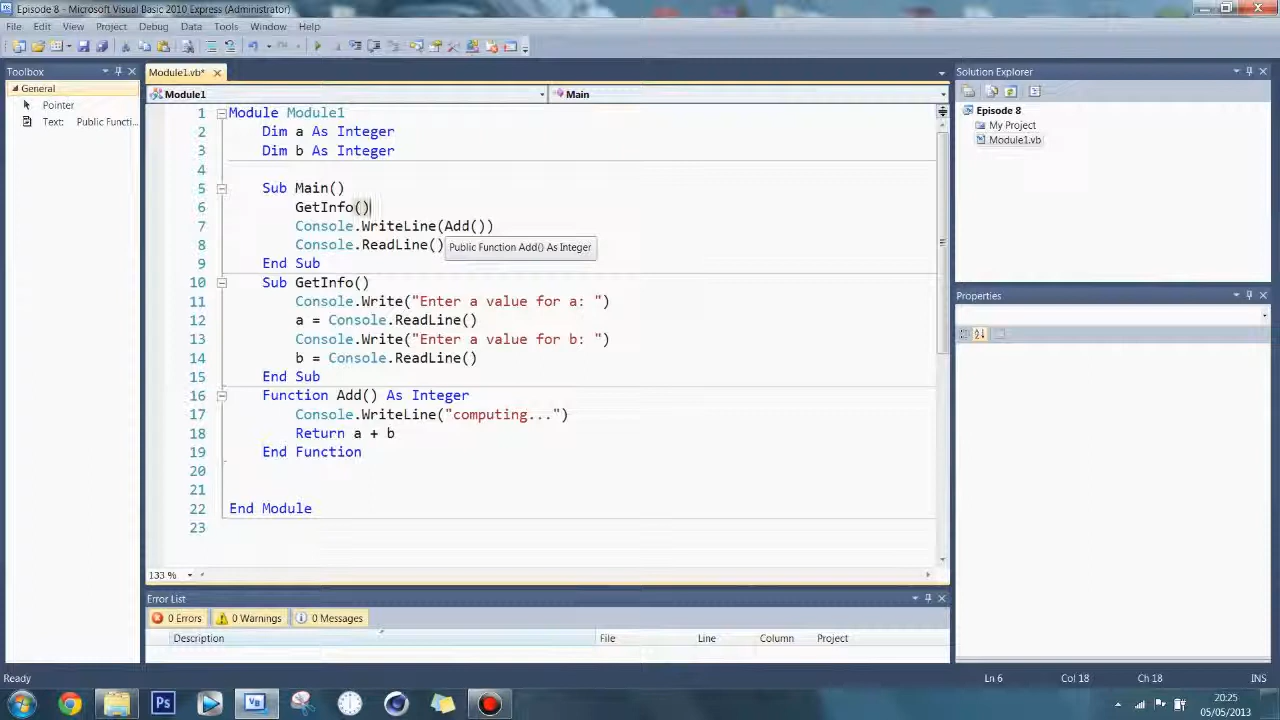 Episode 8 - Microsoft Visual Basic 2010 Express (Administrator)
File Edit View Project Debug Data Tools Window Help
Toolbox
General
Pointer
Text: Public Functi...
Module1.vb*
Module1
Main
1 Module Module1
2 Dim a As Integer
3 Dim b As Integer
4
5 Sub Main()
6 GetInfo()
7 Console.WriteLine(Add())
8 Console.ReadLine()
Public Function Add() As Integer
9 End Sub
10 Sub GetInfo()
11 Console.Write("Enter a value for a: ")
12 a = Console.ReadLine()
13 Console.Write("Enter a value for b: ")
14 b = Console.ReadLine()
15 End Sub
16 Function Add() As Integer
17 Console.WriteLine("computing...")
18 Return a + b
19 End Function
20
21
22 End Module
23
133 %
Solution Explorer
Episode 8
My Project
Module1.vb
Properties
Error List
0 Errors 0 Warnings 0 Messages
Description File Line Column Project
Ready Ln 6 Col 18 Ch 18 INS
Ps VB
20:25
05/05/2013